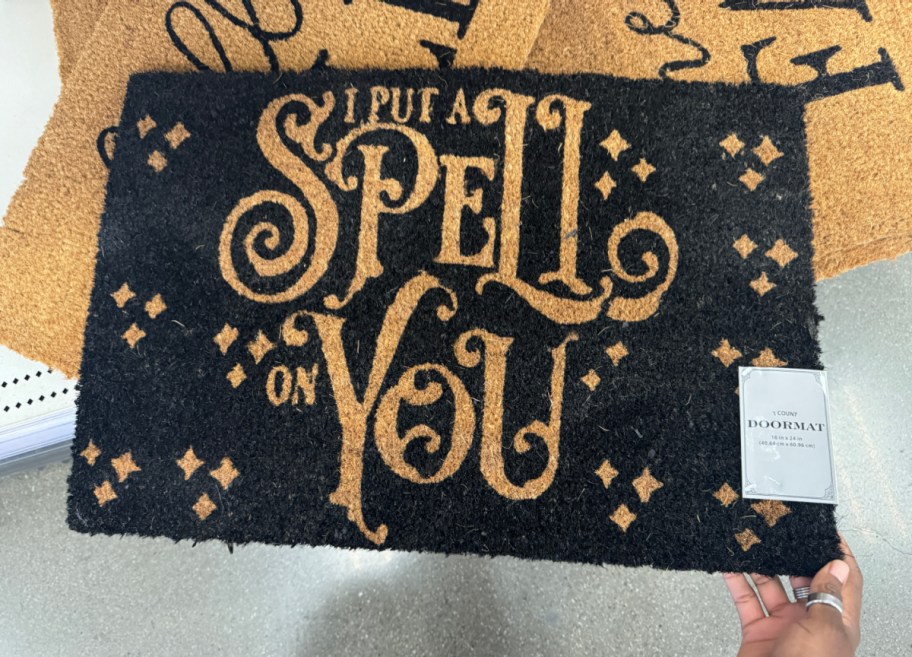 I PUT A
SPELL
ON YOU
1 COUNT
DOORMAT